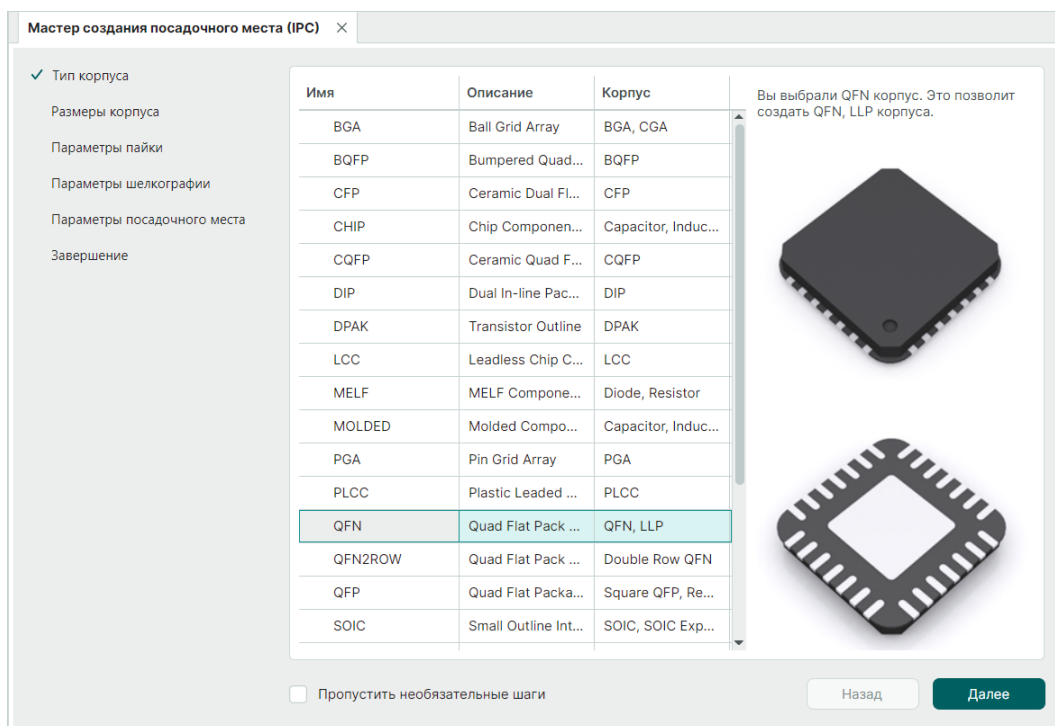 Мастер создания посадочного места (IPC)
Тип корпуса
Размеры корпуса
Параметры пайки
Параметры шелкографии
Параметры посадочного места
Завершение
Имя Описание Корпус
BGA Ball Grid Array BGA, CGA
BQFP Bumpered Quad... BQFP
CFP Ceramic Dual Fl... CFP
CHIP Chip Componen... Capacitor, Induc...
CQFP Ceramic Quad F... CQFP
DIP Dual In-line Pac... DIP
DPAK Transistor Outline DPAK
LCC Leadless Chip C... LCC
MELF MELF Compone... Diode, Resistor
MOLDED Molded Compo... Capacitor, Induc...
PGA Pin Grid Array PGA
PLCC Plastic Leaded ... PLCC
QFN Quad Flat Pack ... QFN, LLP
QFN2ROW Quad Flat Pack ... Double Row QFN
QFP Quad Flat Packa... Square QFP, Re...
SOIC Small Outline Int... SOIC, SOIC Exp...
Вы выбрали QFN корпус. Это позволит
создать QFN, LLP корпуса.
Пропустить необязательные шаги
Назад
Далее